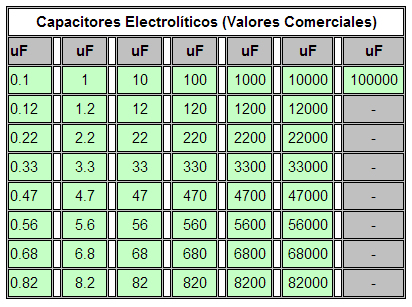 Capacitores Electrolíticos (Valores Comerciales)
uF uF uF uF uF uF uF
0.1 1 10 100 1000 10000 100000
0.12 1.2 12 120 1200 12000 -
0.22 2.2 22 220 2200 22000 -
0.33 3.3 33 330 3300 33000 -
0.47 4.7 47 470 4700 47000 -
0.56 5.6 56 560 5600 56000 -
0.68 6.8 68 680 6800 68000 -
0.82 8.2 82 820 8200 82000 -